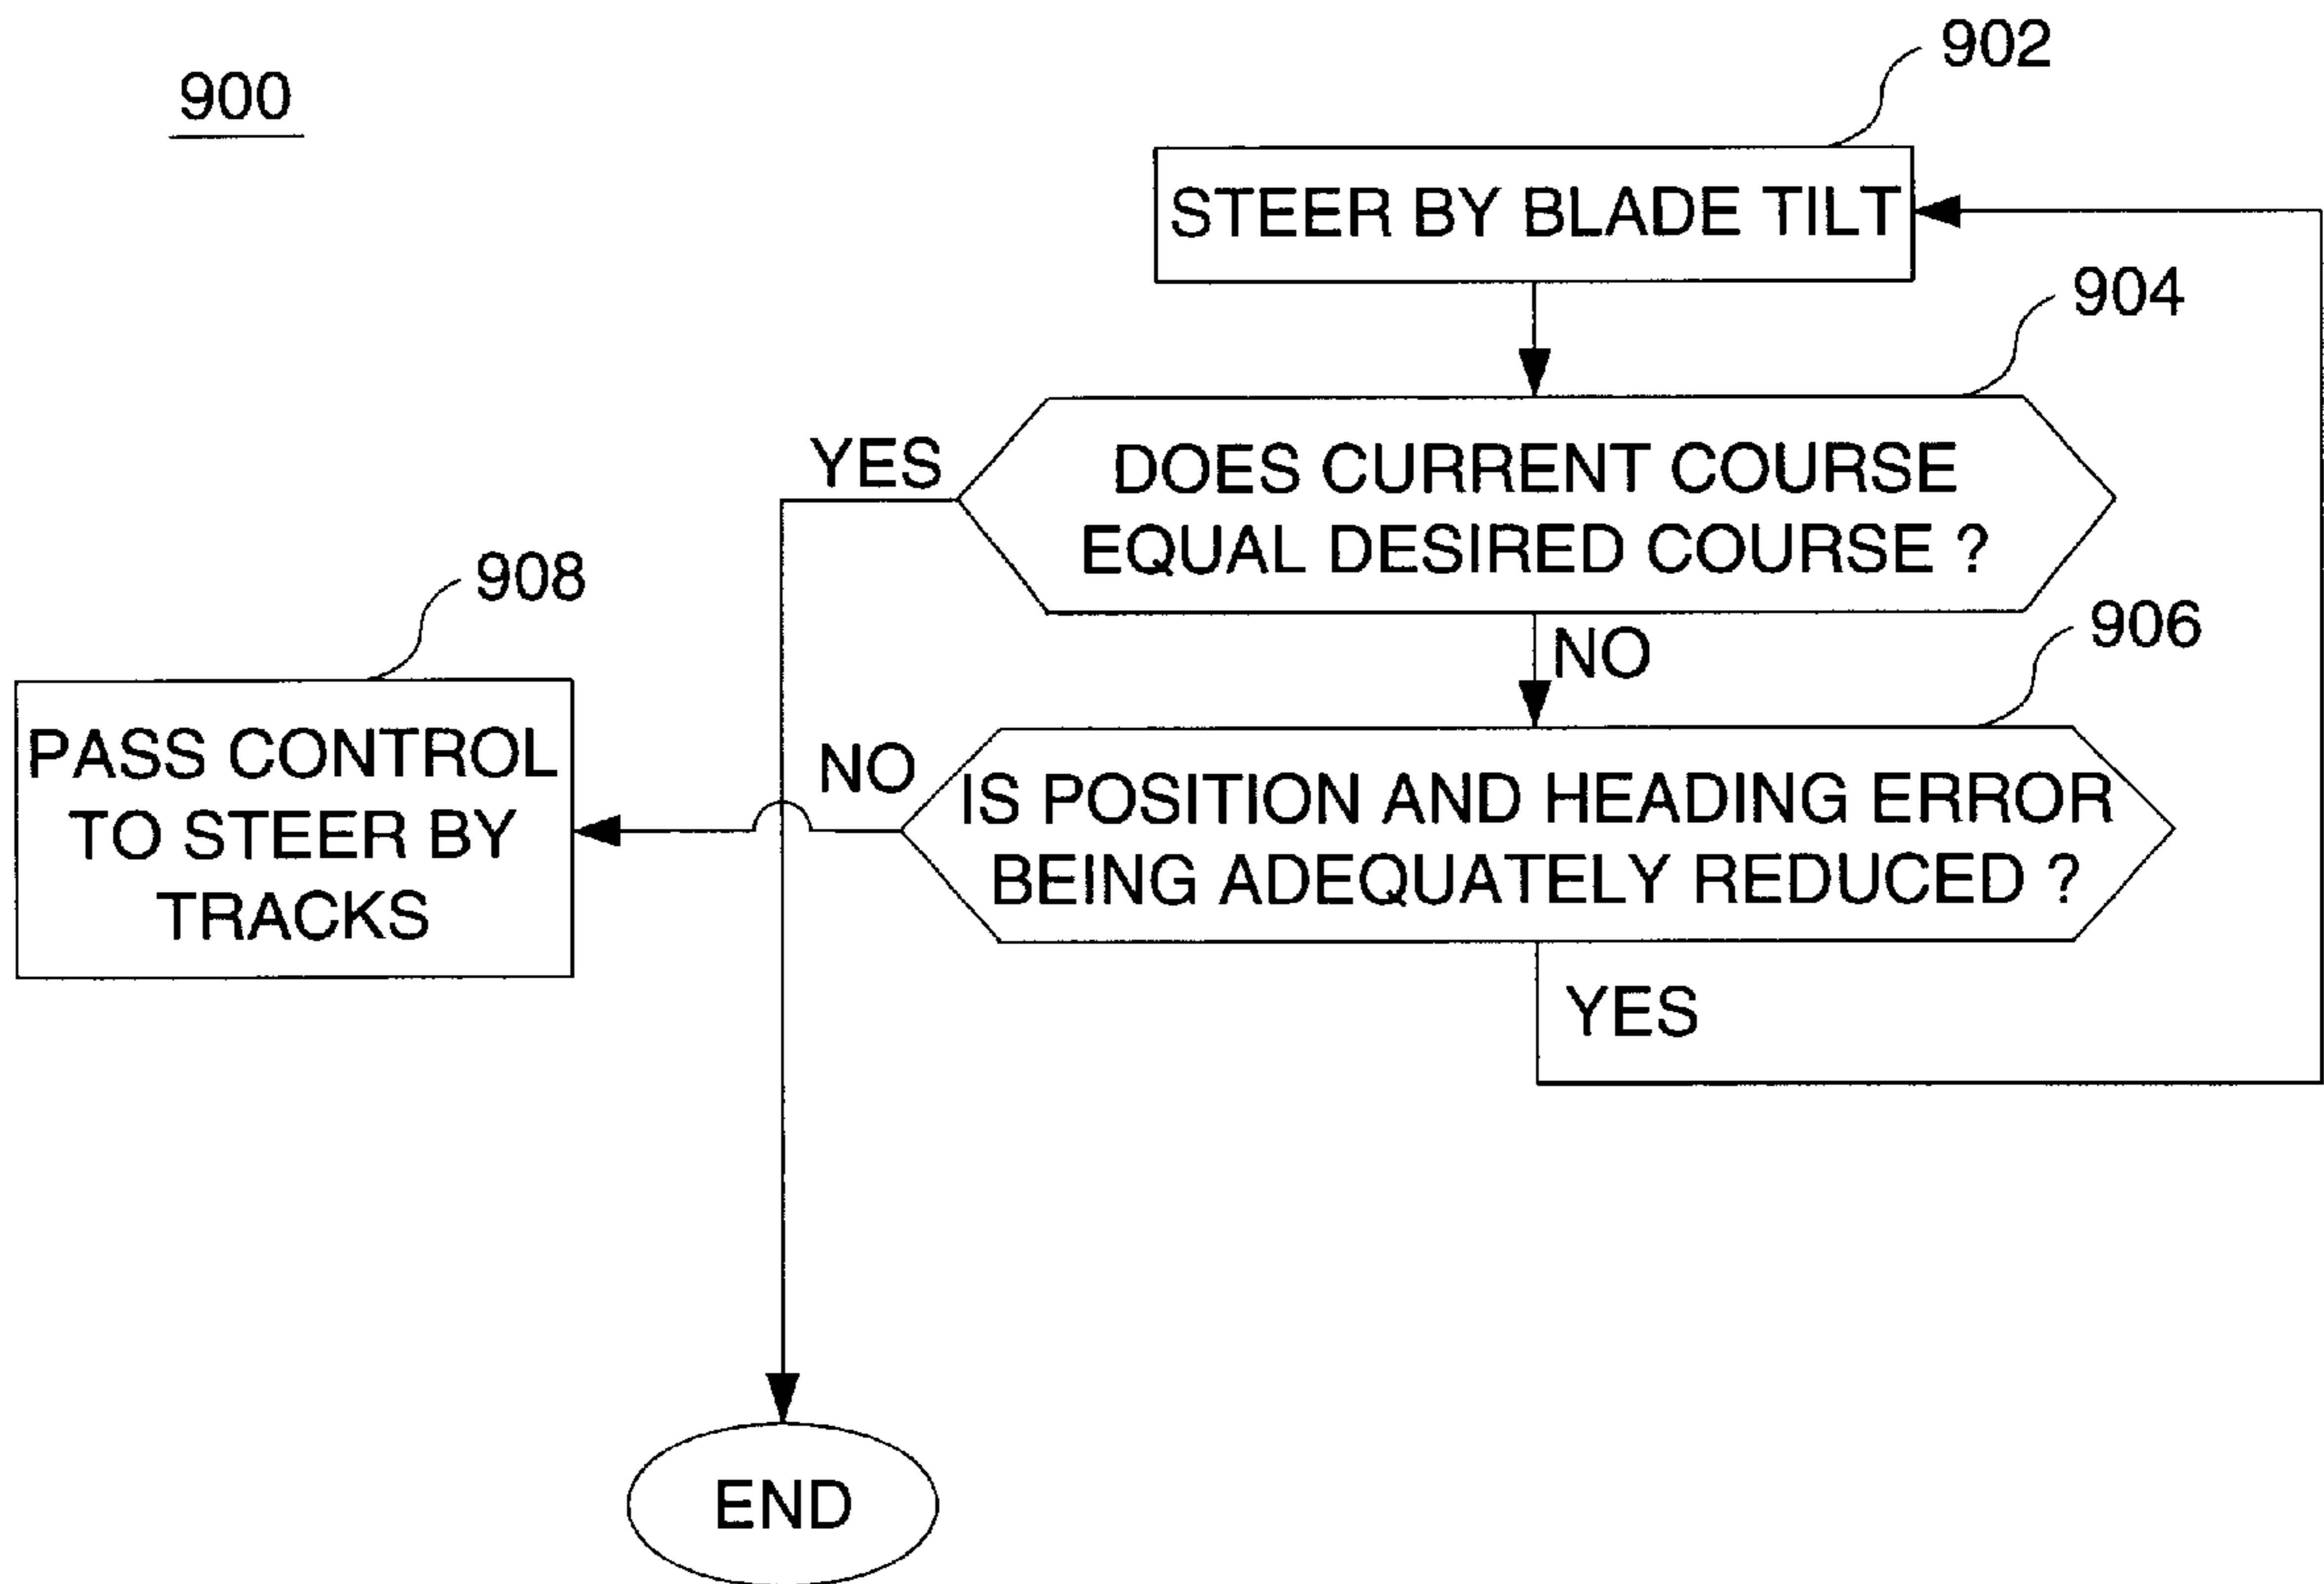 900
902
STEER BY BLADE TILT
904
YES
DOES CURRENT COURSE
EQUAL DESIRED COURSE ?
908
NO
906
PASS CONTROL
TO STEER BY
TRACKS
NO
IS POSITION AND HEADING ERROR
BEING ADEQUATELY REDUCED ?
YES
END